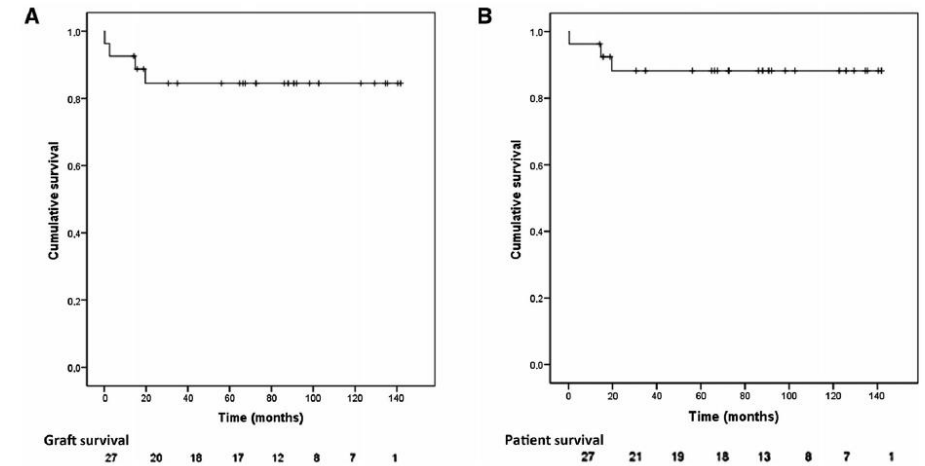 A
Cumulative survival
1,0
0,8
0,6
0,4
0,2
0,0
0 20 40 60 80 100 120 140
Time (months)
Graft survival
27 20 18 17 12 8 7 1
B
Cumulative survival
1,0
0,8
0,6
0,4
0,2
0,0
0 20 40 60 80 100 120 140
Time (months)
Patient survival
27 21 19 18 13 8 7 1